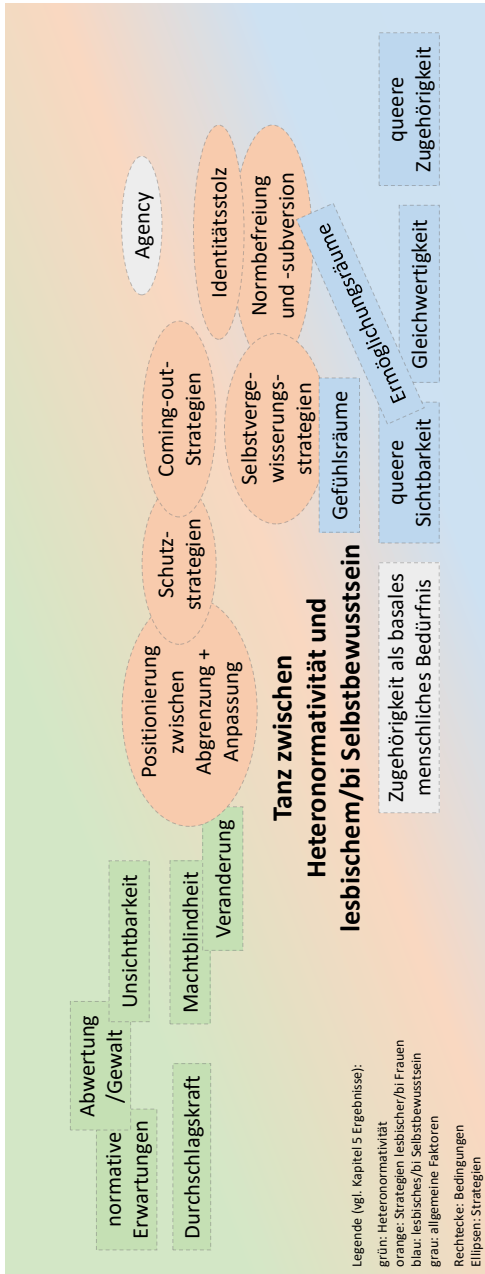 normative
Erwartungen
Abwertung
/Gewalt
Unsichtbarkeit
Durchschlagskraft
Machtblindheit
Veranderung
Positionierung
zwischen
Abgrenzung +
Anpassung
Schutz-
strategien
Coming-out-
Strategien
Agency
Identitätsstolz
Selbstverge-
wisserungs-
strategien
Normbefreiung
und -subversion
Tanz zwischen
Heteronormativität und
lesbischem/bi Selbstbewusstsein
Gefühlsräume
Ermöglichungsräume
Zugehörigkeit als basales
menschliches Bedürfnis
queere
Sichtbarkeit
Gleichwertigkeit
queere
Zugehörigkeit
Legende (vgl. Kapitel 5 Ergebnisse):
grün: Heteronormativität
orange: Strategien lesbischer/bi Frauen
blau: lesbisches/bi Selbstbewusstsein
grau: allgemeine Faktoren
Rechtecke: Bedingungen
Ellipsen: Strategien